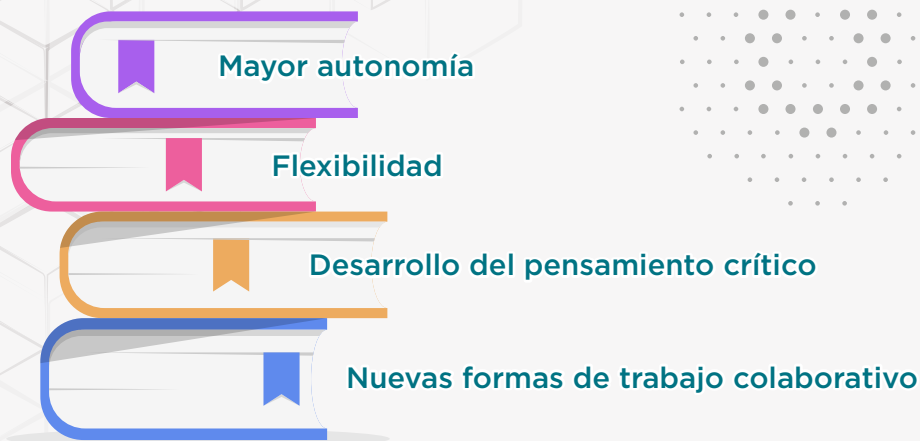 Mayor autonomía
Flexibilidad
Desarrollo del pensamiento crítico
Nuevas formas de trabajo colaborativo